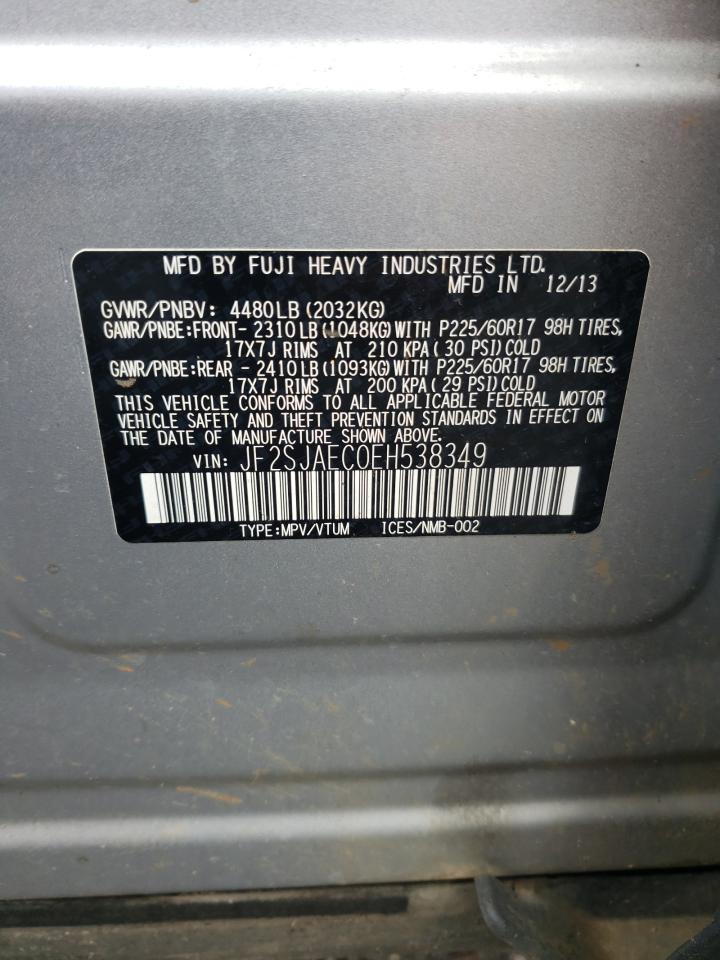 MFD BY FUJI HEAVY INDUSTRIES LTD.
MFD IN 12/13
GVWR/PNBV: 4480LB (2032KG)
GAWR/PNBE:FRONT- 2310LB (1048KG) WITH P225/60R17 98H TIRES,
17X7J RIMS AT 210 KPA ( 30 PSI) COLD
GAWR/PNBE:REAR - 2410LB (1093KG) WITH P225/60R17 98H TIRES,
17X7J RIMS AT 200 KPA ( 29 PSI) COLD
THIS VEHICLE CONFORMS TO ALL APPLICABLE FEDERAL MOTOR
VEHICLE SAFETY AND THEFT PREVENTION STANDARDS IN EFFECT ON
THE DATE OF MANUFACTURE SHOWN ABOVE.
VIN: JF2SJAEC0EH538349
TYPE:MPV/VTUM ICES/NMB-002